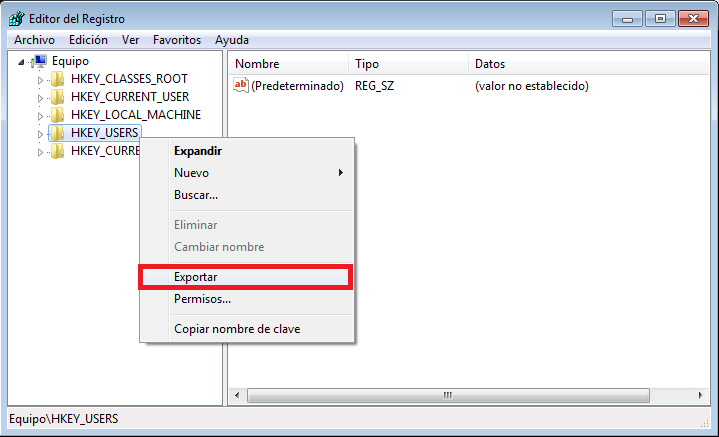 Editor del Registro
Archivo Edición Ver Favoritos Ayuda
Equipo
HKEY_CLASSES_ROOT
HKEY_CURRENT_USER
HKEY_LOCAL_MACHINE
HKEY_USERS
HKEY_CURRE
Nombre Tipo Datos
ab (Predeterminado) REG_SZ (valor no establecido)
Expandir
Nuevo
Buscar...
Eliminar
Cambiar nombre
Exportar
Permisos...
Copiar nombre de clave
Equipo\HKEY_USERS